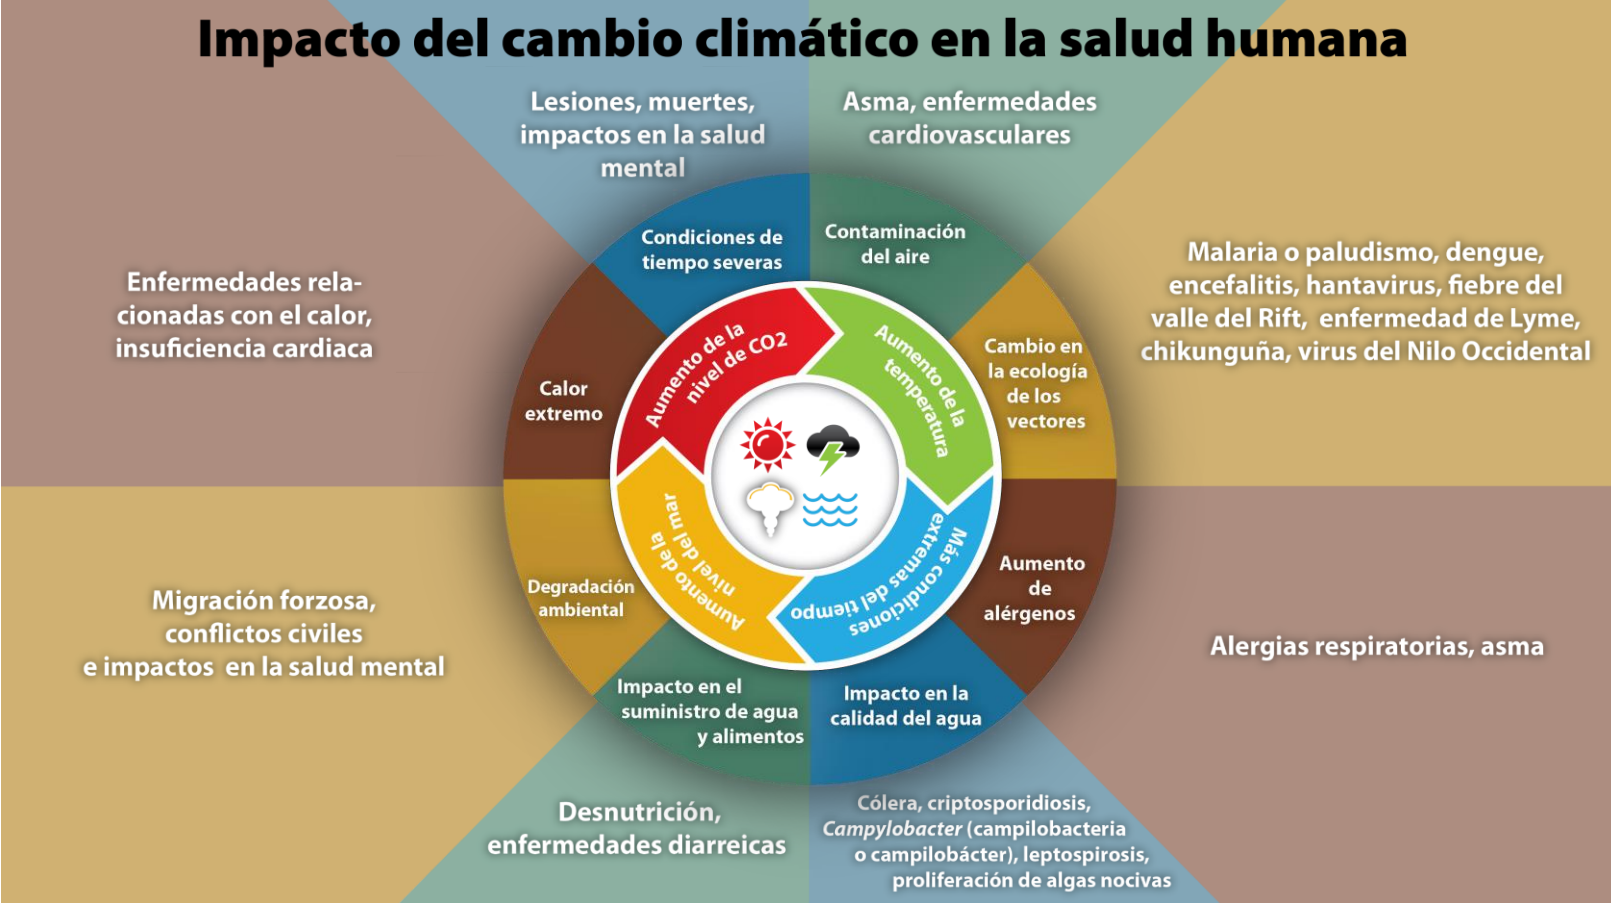 Impacto del cambio climático en la salud humana
Lesiones, muertes,
impactos en la salud
mental
Asma, enfermedades
cardiovasculares
Malaria o paludismo, dengue,
encefalitis, hantavirus, fiebre del
valle del Rift, enfermedad de Lyme,
chikunguña, virus del Nilo Occidental
Alergias respiratorias, asma
Cólera, criptosporidiosis,
Campylobacter (campilobacteria
o campilobácter), leptospirosis,
proliferación de algas nocivas
Desnutrición,
enfermedades diarreicas
Migración forzosa,
conflictos civiles
e impactos en la salud mental
Enfermedades rela-
cionadas con el calor,
insuficiencia cardiaca
Condiciones de
tiempo severas
Contaminación
del aire
Cambio en
la ecología
de los
vectores
Aumento
de
alérgenos
Impacto en la
calidad del agua
Impacto en el
suministro de agua
y alimentos
Degradación
ambiental
Calor
extremo
Aumento de la
nivel de CO2
Aumento de la
temperatura
Más condiciones
extremas del tiempo
Aumento de la
nivel del mar